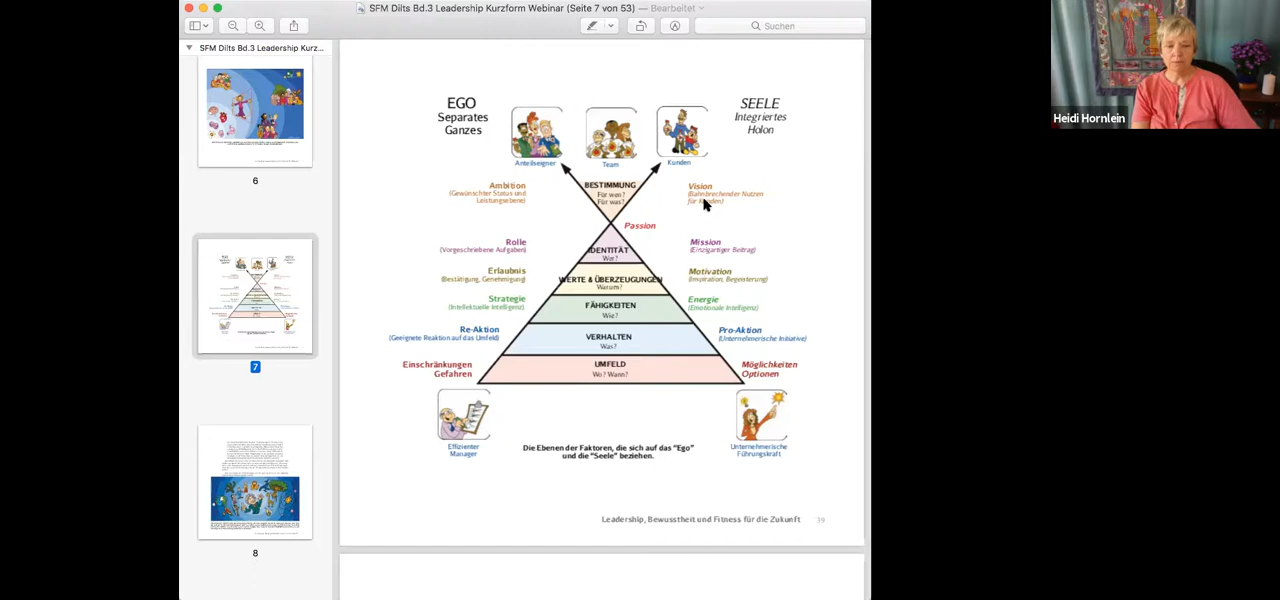 SFM Dilts Bd.3 Leadership Kurzform Webinar (Seite 7 von 53) — Bearbeitet
Suchen
SFM Dilts Bd.3 Leadership Kurz...
6
7
8
Heidi Hornlein
EGO
Separates
Ganzes
SEELE
Integriertes
Holon
Anteilseigner
Team
Kunden
Ambition
(Gewünschter Status und
Leistungsebene)
BESTIMMUNG
Für wen?
Für was?
Vision
(Bahnbrechender Nutzen
für Kunden)
Passion
Rolle
(Vorgeschriebene Aufgaben)
IDENTITÄT
Wer?
Mission
(Einzigartiger Beitrag)
Erlaubnis
(Bestätigung, Genehmigung)
WERTE & ÜBERZEUGUNGEN
Warum?
Motivation
(Inspiration, Begeisterung)
Strategie
(Intellektuelle Intelligenz)
FÄHIGKEITEN
Wie?
Energie
(Emotionale Intelligenz)
Re-Aktion
(Geeignete Reaktion auf das Umfeld)
VERHALTEN
Was?
Pro-Aktion
(Unternehmerische Initiative)
Einschränkungen
Gefahren
UMFELD
Wo? Wann?
Möglichkeiten
Optionen
Effizienter
Manager
Unternehmerische
Führungskraft
Die Ebenen der Faktoren, die sich auf das "Ego"
und die "Seele" beziehen.
Leadership, Bewusstheit und Fitness für die Zukunft 39